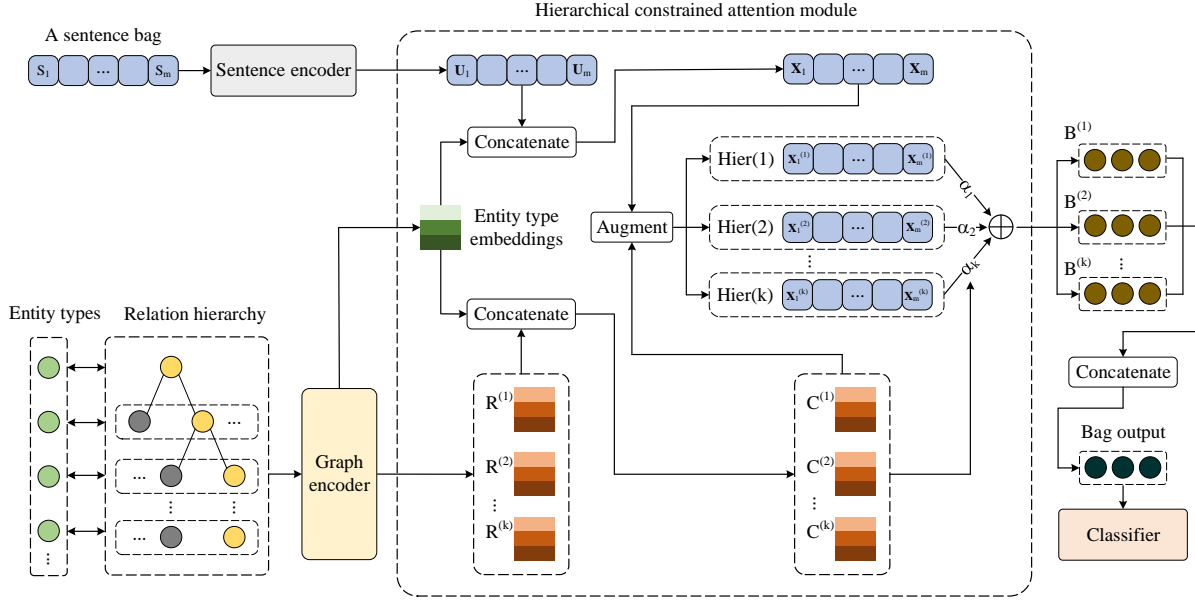 Hierarchical constrained attention module
A sentence bag
S₁ ... Sₘ
Sentence encoder
U₁ ... Uₘ
X₁ ... Xₘ
Concatenate
Entity type
embeddings
Augment
Hier(1) X₁⁽¹⁾ ... Xₘ⁽¹⁾
α₁
Hier(2) X₁⁽²⁾ ... Xₘ⁽²⁾
α₂
⋮
Hier(k) X₁⁽ᵏ⁾ ... Xₘ⁽ᵏ⁾
αₖ
B⁽¹⁾
B⁽²⁾
⋮
B⁽ᵏ⁾
Entity types
Relation hierarchy
...
...
⋮ ⋮
...
⋮
Graph
encoder
Concatenate
R⁽¹⁾
R⁽²⁾
⋮
R⁽ᵏ⁾
C⁽¹⁾
C⁽²⁾
⋮
C⁽ᵏ⁾
Concatenate
Bag output
Classifier